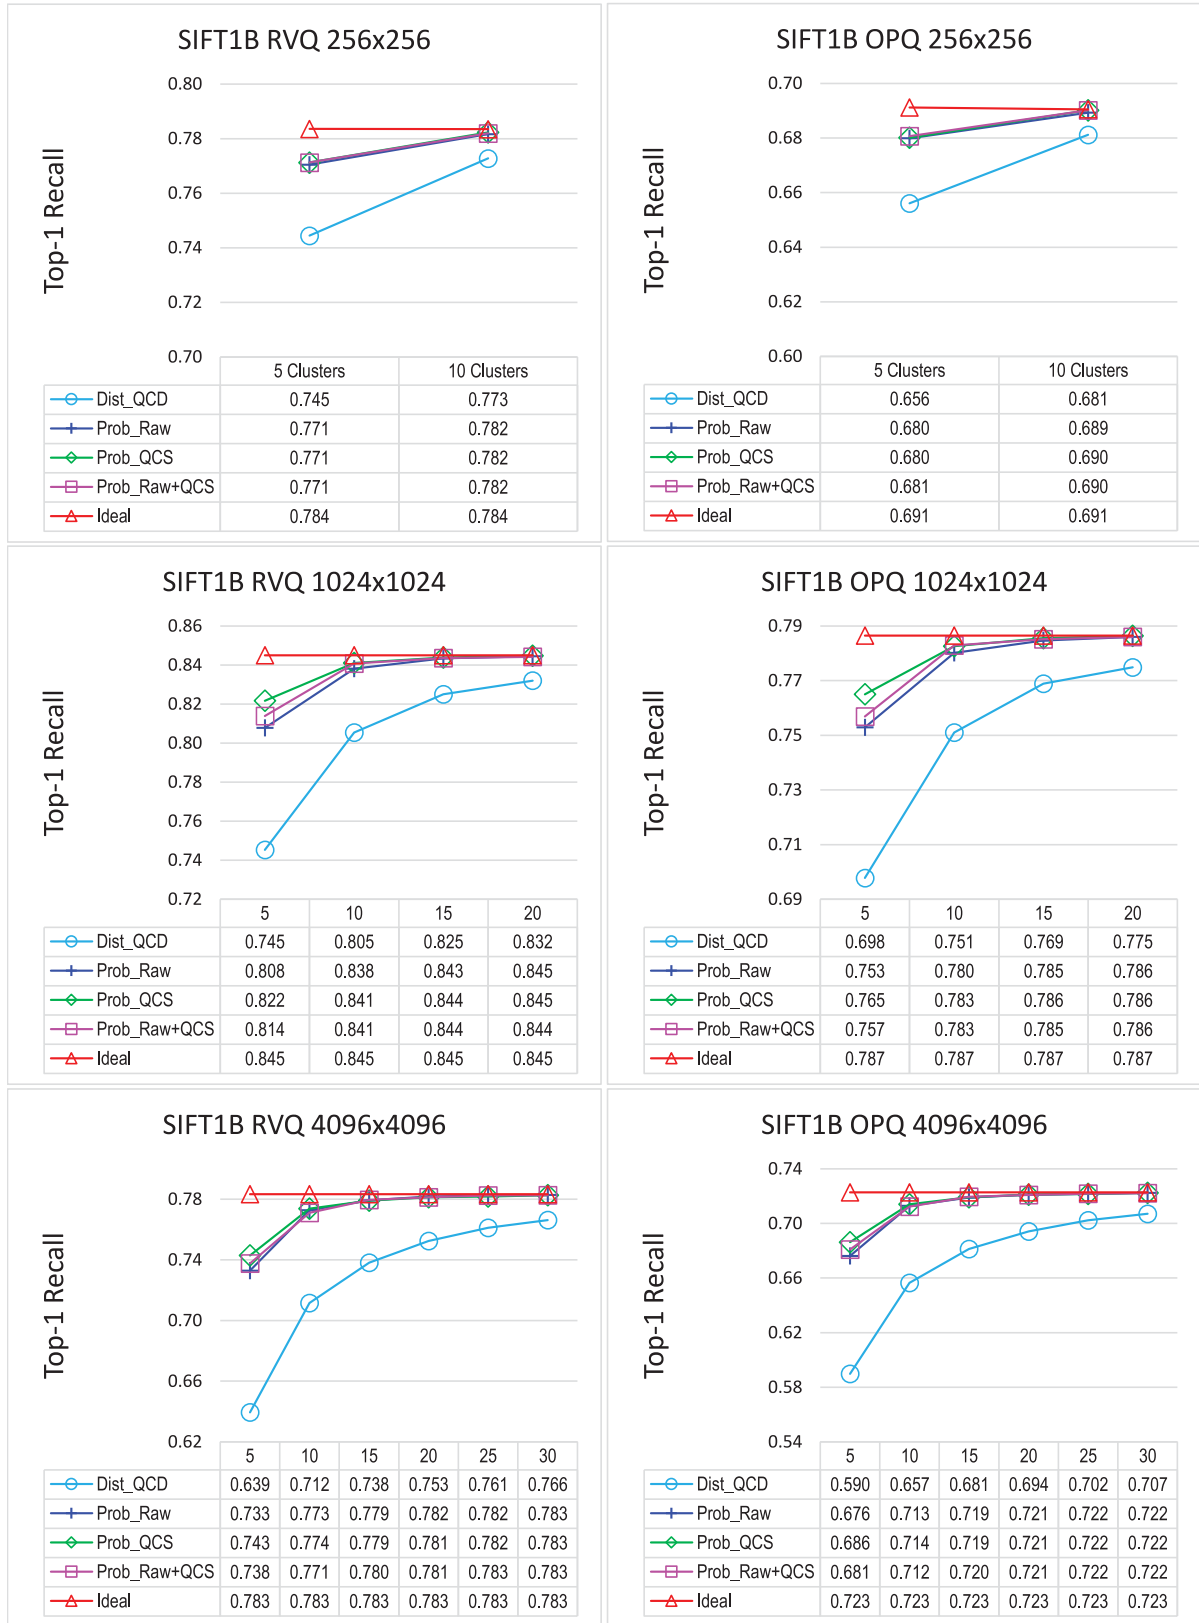 SIFT1B RVQ 256x256
Top-1 Recall
0.80
0.78
0.76
0.74
0.72
0.70
5 Clusters 10 Clusters
Dist_QCD 0.745 0.773
Prob_Raw 0.771 0.782
Prob_QCS 0.771 0.782
Prob_Raw+QCS 0.771 0.782
Ideal 0.784 0.784
SIFT1B OPQ 256x256
Top-1 Recall
0.70
0.68
0.66
0.64
0.62
0.60
5 Clusters 10 Clusters
Dist_QCD 0.656 0.681
Prob_Raw 0.680 0.689
Prob_QCS 0.680 0.690
Prob_Raw+QCS 0.681 0.690
Ideal 0.691 0.691
SIFT1B RVQ 1024x1024
Top-1 Recall
0.86
0.84
0.82
0.80
0.78
0.76
0.74
0.72
5 10 15 20
Dist_QCD 0.745 0.805 0.825 0.832
Prob_Raw 0.808 0.838 0.843 0.845
Prob_QCS 0.822 0.841 0.844 0.845
Prob_Raw+QCS 0.814 0.841 0.844 0.844
Ideal 0.845 0.845 0.845 0.845
SIFT1B OPQ 1024x1024
Top-1 Recall
0.79
0.77
0.75
0.73
0.71
0.69
5 10 15 20
Dist_QCD 0.698 0.751 0.769 0.775
Prob_Raw 0.753 0.780 0.785 0.786
Prob_QCS 0.765 0.783 0.786 0.786
Prob_Raw+QCS 0.757 0.783 0.785 0.786
Ideal 0.787 0.787 0.787 0.787
SIFT1B RVQ 4096x4096
Top-1 Recall
0.78
0.74
0.70
0.66
0.62
5 10 15 20 25 30
Dist_QCD 0.639 0.712 0.738 0.753 0.761 0.766
Prob_Raw 0.733 0.773 0.779 0.782 0.782 0.783
Prob_QCS 0.743 0.774 0.779 0.781 0.782 0.783
Prob_Raw+QCS 0.738 0.771 0.780 0.781 0.783 0.783
Ideal 0.783 0.783 0.783 0.783 0.783 0.783
SIFT1B OPQ 4096x4096
Top-1 Recall
0.74
0.70
0.66
0.62
0.58
0.54
5 10 15 20 25 30
Dist_QCD 0.590 0.657 0.681 0.694 0.702 0.707
Prob_Raw 0.676 0.713 0.719 0.721 0.722 0.722
Prob_QCS 0.686 0.714 0.719 0.721 0.722 0.722
Prob_Raw+QCS 0.681 0.712 0.720 0.721 0.722 0.722
Ideal 0.723 0.723 0.723 0.723 0.723 0.723